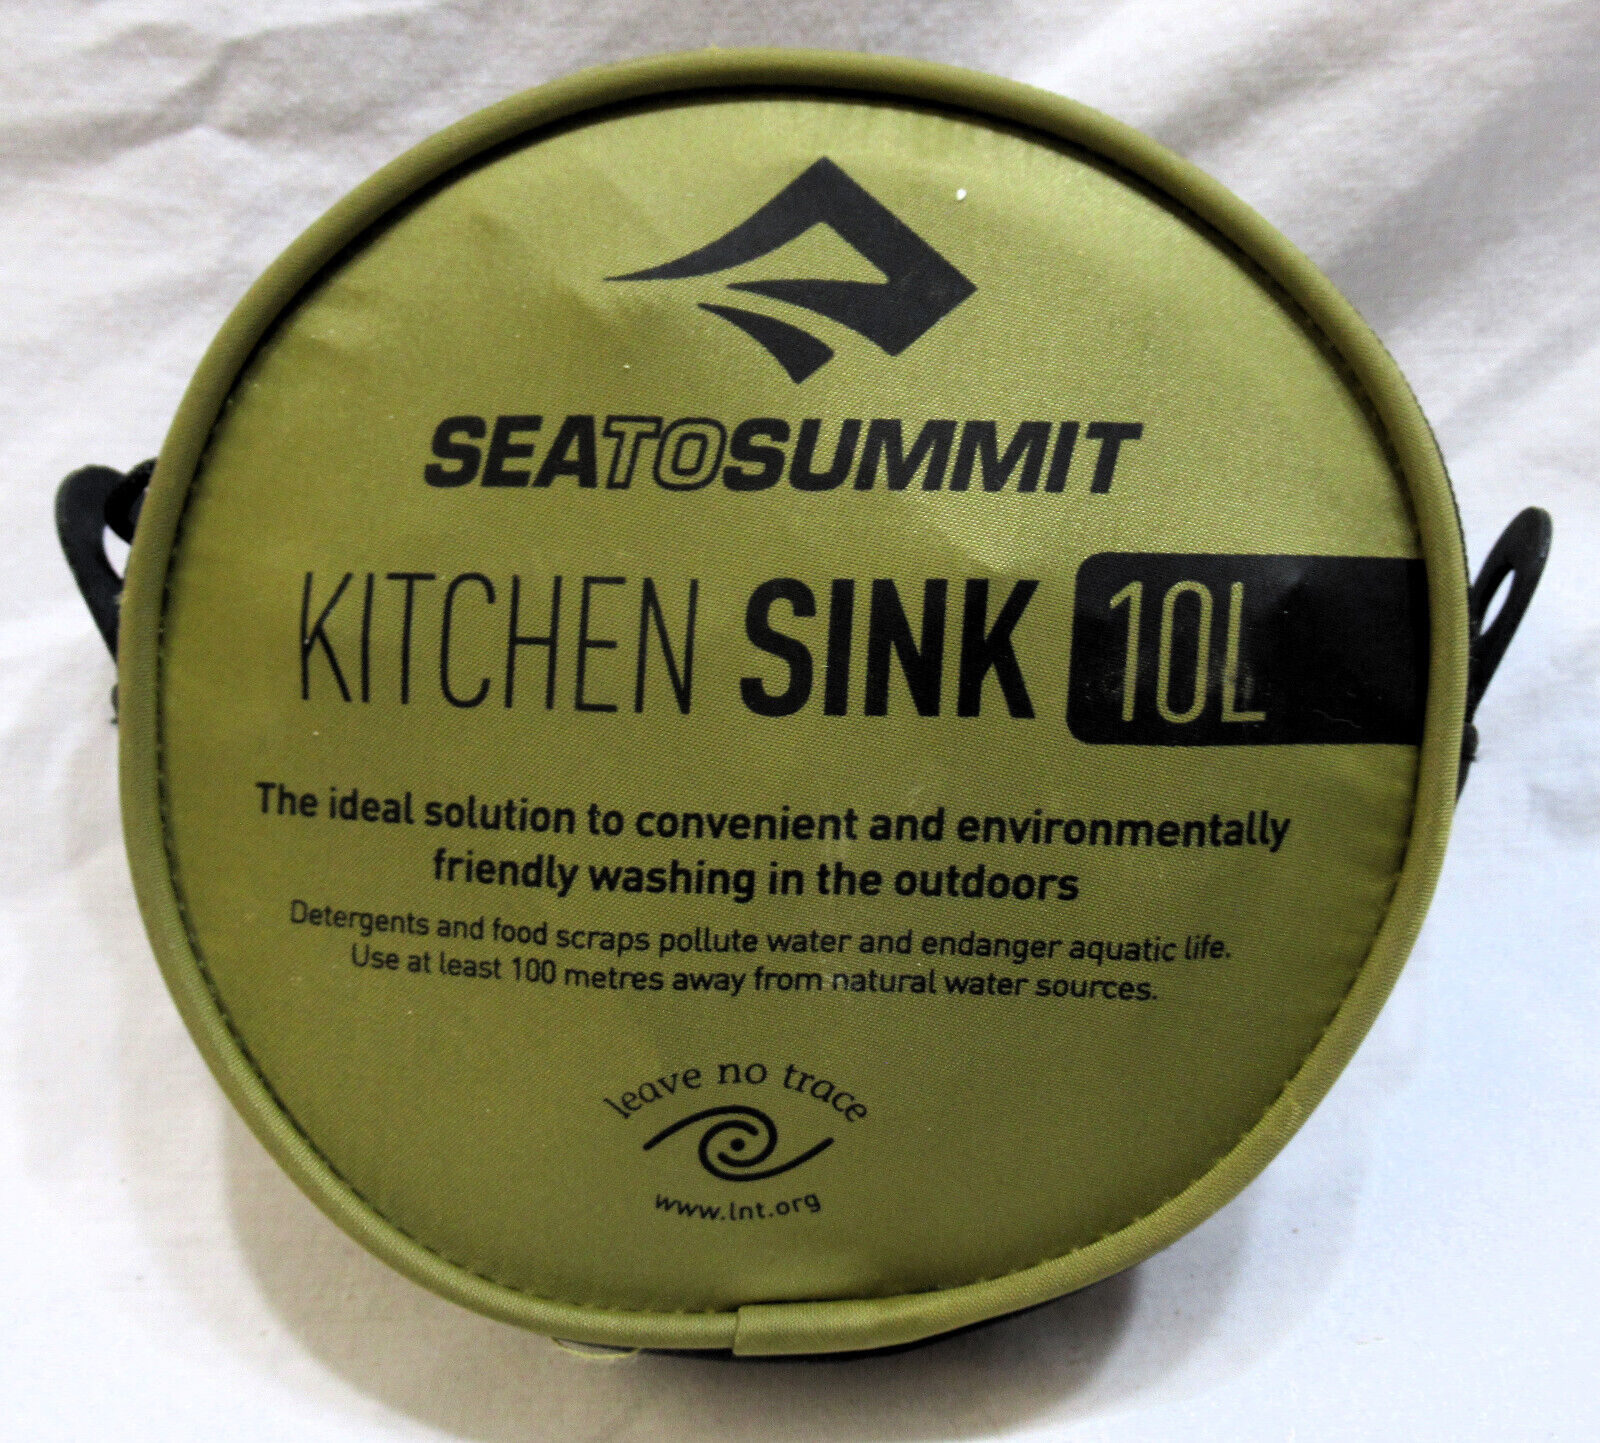 SEATOSUMMIT
KITCHEN SINK 10L
The ideal solution to convenient and environmentally
friendly washing in the outdoors
Detergents and food scraps pollute water and endanger aquatic life.
Use at least 100 metres away from natural water sources.
leave no trace
www.lnt.org